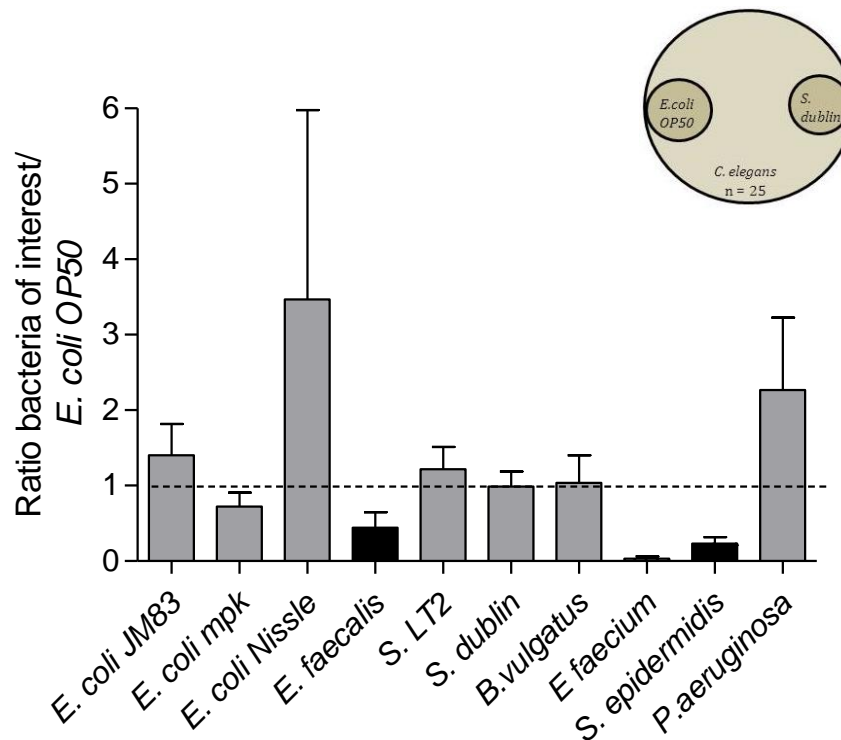 Ratio bacteria of interest/
E. coli OP50
6
5
4
3
2
1
0
E. coli JM83
E. coli mpk
E. coli Nissle
E. faecalis
S. LT2
S. dublin
B.vulgatus
E faecium
S. epidermidis
P.aeruginosa
E.coli
OP50
S.
dublin
C. elegans
n = 25